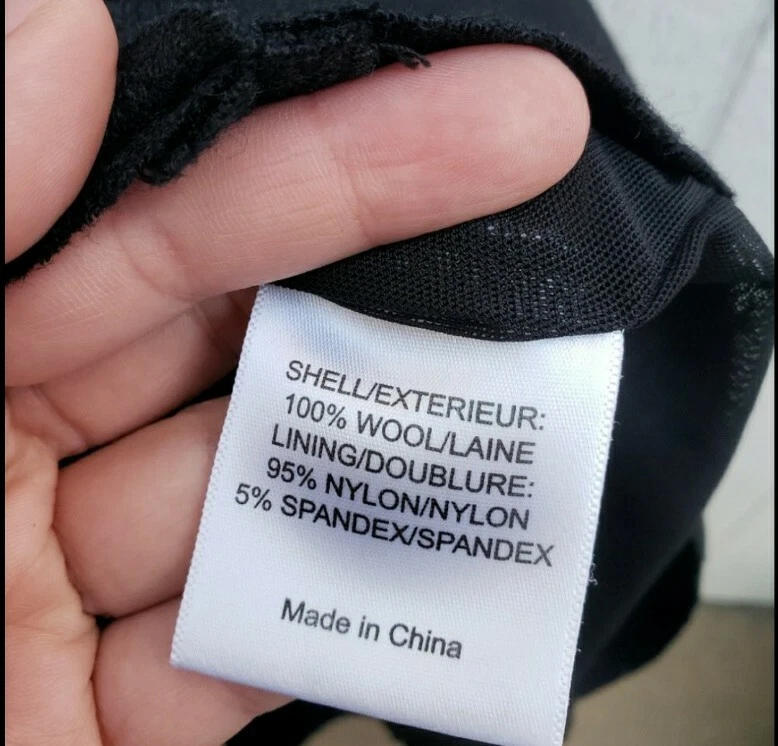 SHELL/EXTERIEUR:
100% WOOL/LAINE
LINING/DOUBLURE:
95% NYLON/NYLON
5% SPANDEX/SPANDEX
Made in China